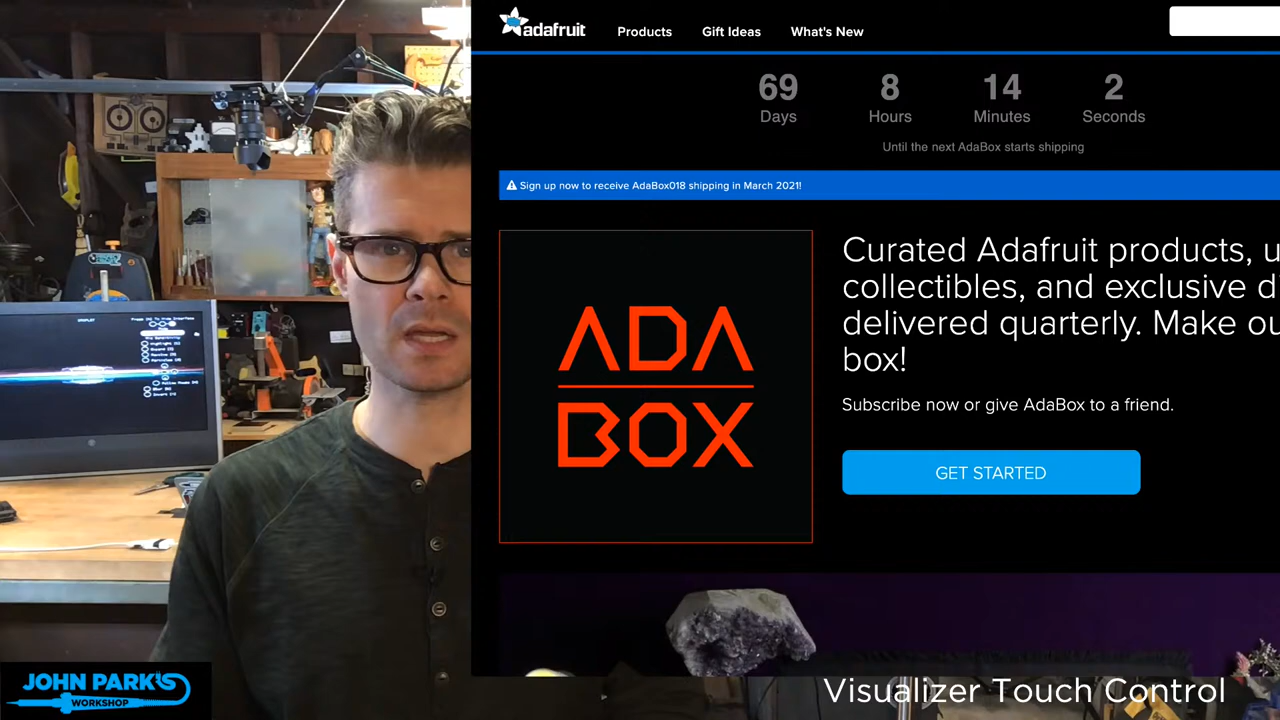 adafruit
Products
Gift Ideas
What's New
69
8
14
2
Days
Hours
Minutes
Seconds
Until the next AdaBox starts shipping
Sign up now to receive AdaBox018 shipping in March 2021!
Curated Adafruit products, u
collectibles, and exclusive d
delivered quarterly. Make ou
box!
ADA
BOX
Subscribe now or give AdaBox to a friend.
GET STARTED
JOHN PARK'S
WORKSHOP
Visualizer Touch Control